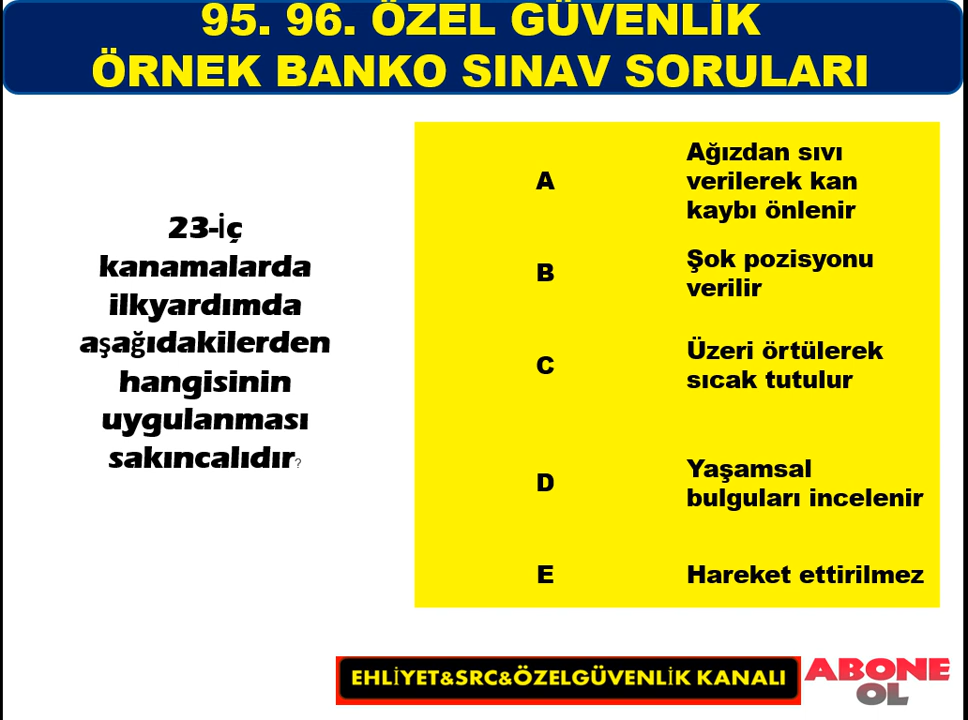 95. 96. ÖZEL GÜVENLİK
ÖRNEK BANKO SINAV SORULARI
23-İç
kanamalarda
ilkyardımda
aşağıdakilerden
hangisinin
uygulanması
sakıncalıdır?
A
Ağızdan sıvı
verilerek kan
kaybı önlenir
B
Şok pozisyonu
verilir
C
Üzeri örtülerek
sıcak tutulur
D
Yaşamsal
bulguları incelenir
E
Hareket ettirilmez
EHLİYET&SRC&ÖZELGÜVENLİK KANALI
ABONE
OL